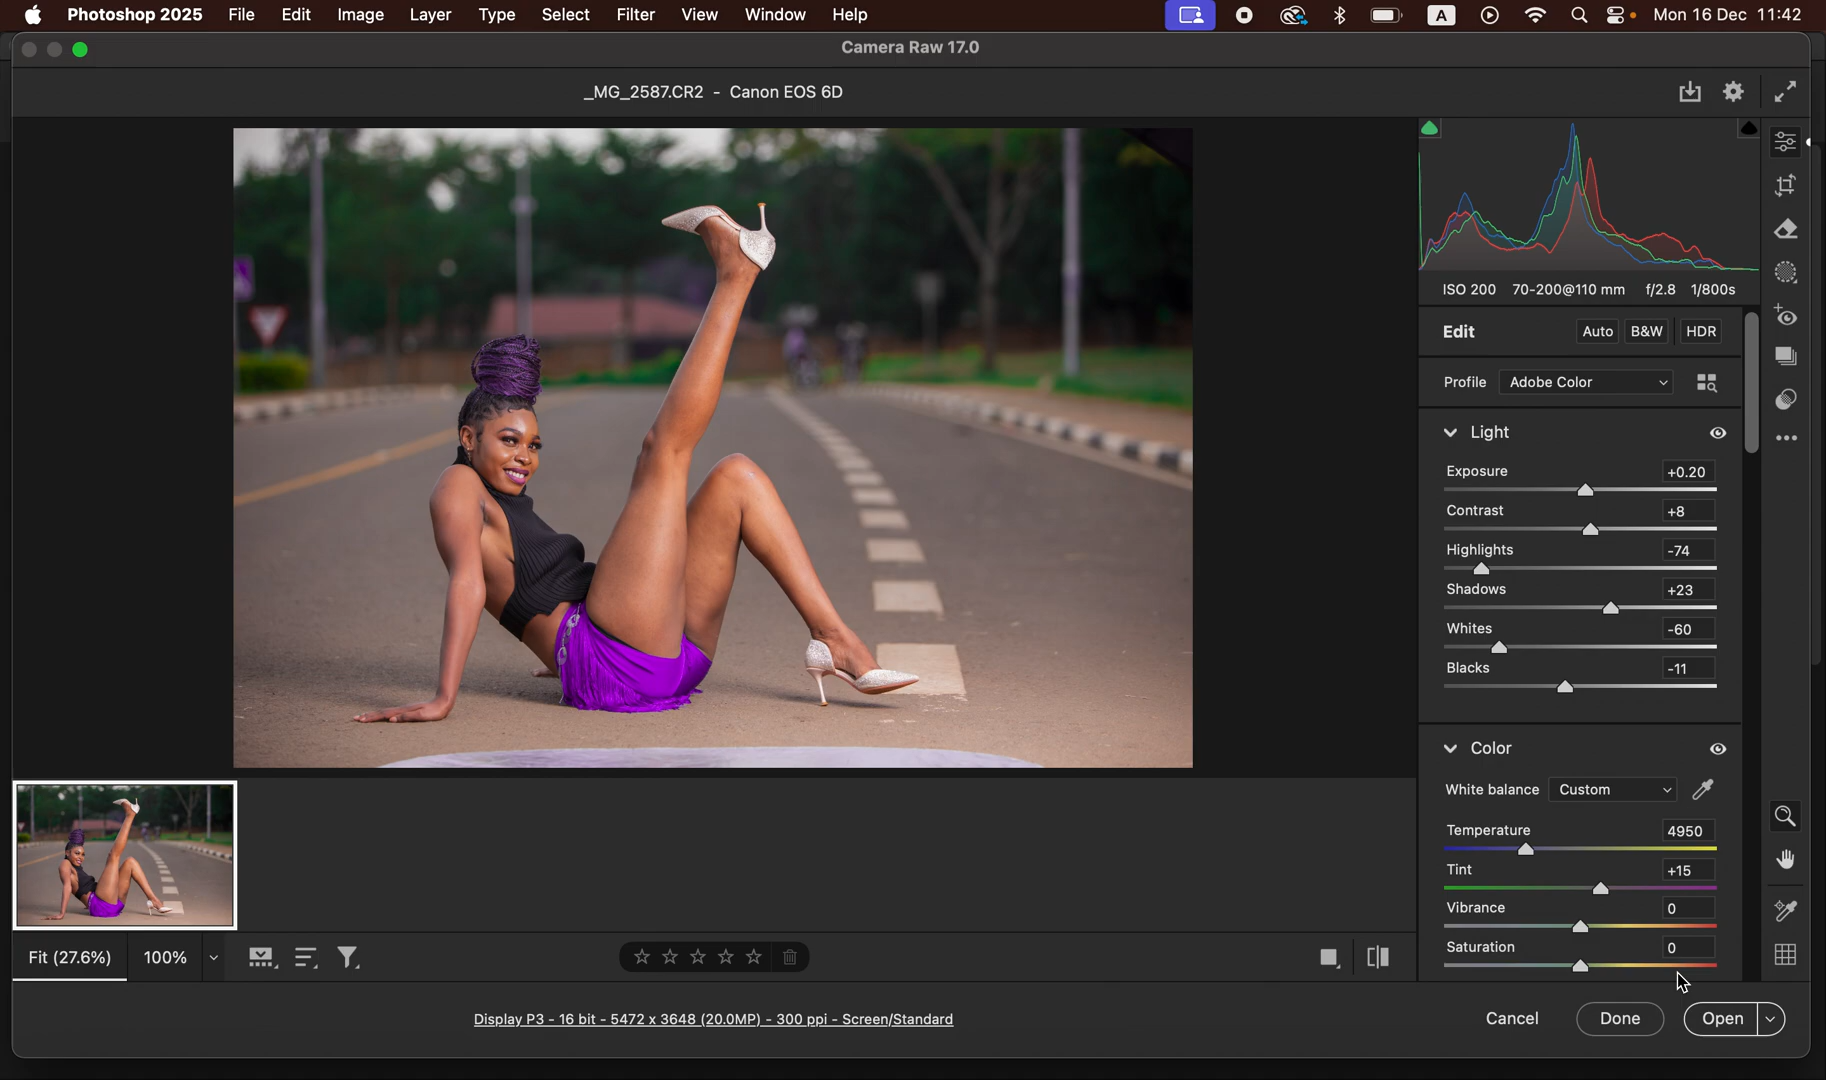 Photoshop 2025 File Edit Image Layer Type Select Filter View Window Help A Mon 16 Dec 11:42
Camera Raw 17.0
_MG_2587.CR2 - Canon EOS 6D
ISO 200 70-200@110 mm f/2.8 1/800s
Edit Auto B&W HDR
Profile Adobe Color
Light
Exposure +0.20
Contrast +8
Highlights -74
Shadows +23
Whites -60
Blacks -11
Color
White balance Custom
Temperature 4950
Tint +15
Vibrance 0
Saturation 0
Fit (27.6%) 100%
Display P3 - 16 bit - 5472 x 3648 (20.0MP) - 300 ppi - Screen/Standard
Cancel Done Open